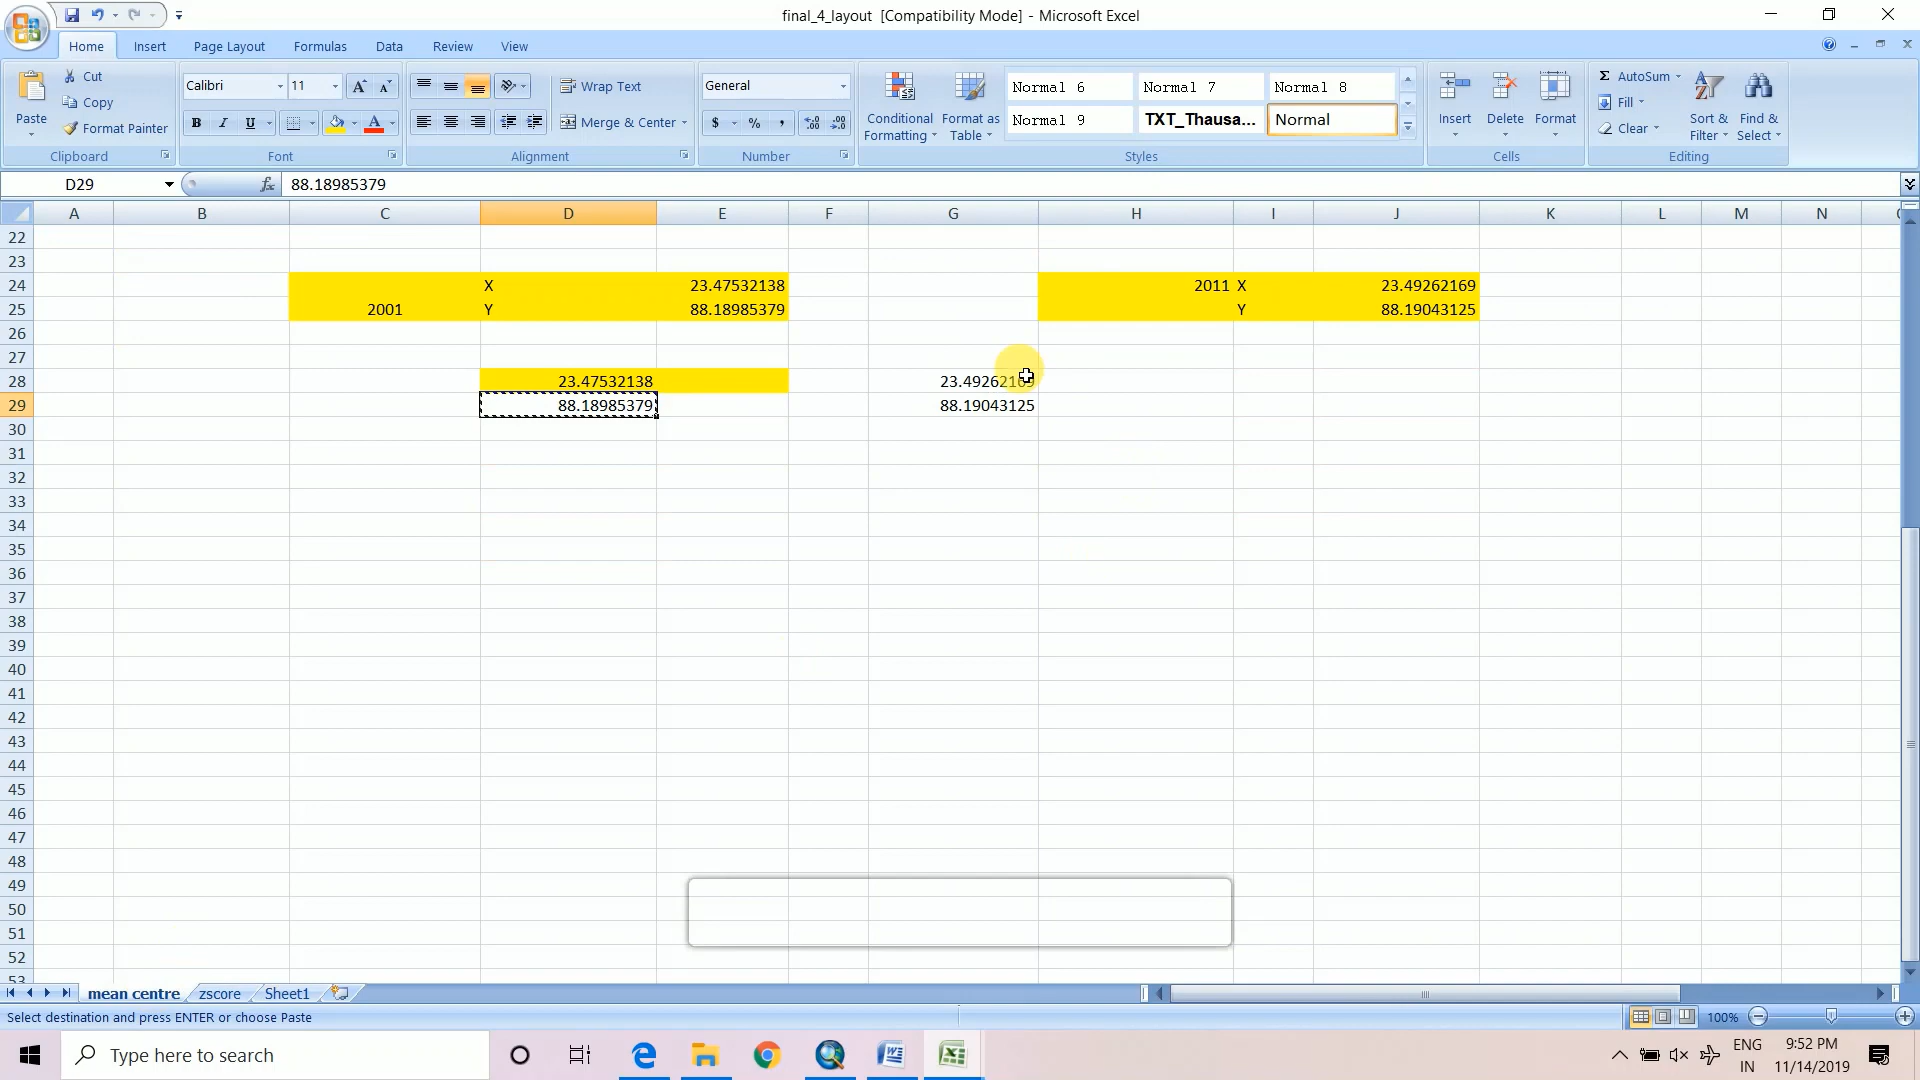 final_4_layout [Compatibility Mode] - Microsoft Excel
Home Insert Page Layout Formulas Data Review View
Paste
Cut
Copy
Format Painter
Clipboard
Calibri 11
B I U
Font
Wrap Text
Merge & Center
Alignment
General
$ % ,
Number
Conditional Formatting
Format as Table
Normal 6 Normal 7 Normal 8
Normal 9 TXT_Thausa... Normal
Styles
Insert Delete Format
Cells
Σ AutoSum
Fill
Clear
Sort & Filter
Find & Select
Editing
D29 fx 88.18985379
A B C D E F G H I J K L M N
22
23
24 X 23.47532138 2011 X 23.49262169
25 2001 Y 88.18985379 Y 88.19043125
26
27
28 23.47532138 23.49262169
29 88.18985379 88.19043125
30
31
32
33
34
35
36
37
38
39
40
41
42
43
44
45
46
47
48
49
50
51
52
53
mean centre zscore Sheet1
Select destination and press ENTER or choose Paste 100%
Type here to search
ENG
IN
9:52 PM
11/14/2019